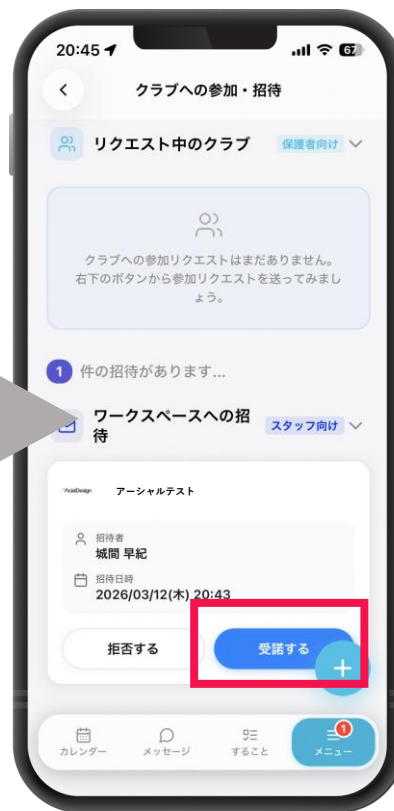 20:45
67
クラブへの参加・招待
リクエスト中のクラブ
保護者向け
クラブへの参加リクエストはまだありません。
右下のボタンから参加リクエストを送ってみまし
ょう。
1 件の招待があります...
ワークスペースへの招
待
スタッフ向け
アーシャルテスト
招待者
城間 早紀
招待日時
2026/03/12(木) 20:43
拒否する
受諾する
+
カレンダー
メッセージ
すること
メニュー
1